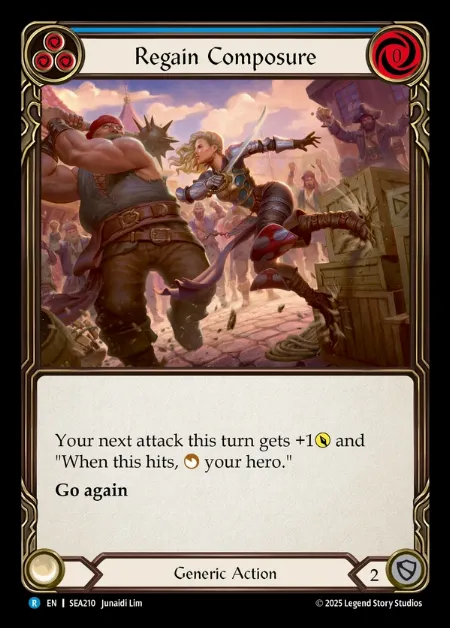 Regain Composure
0
Your next attack this turn gets +1 and
"When this hits, your hero."
Go again
Generic Action
2
R EN | SEA210 Junaidi Lim © 2025 Legend Story Studios